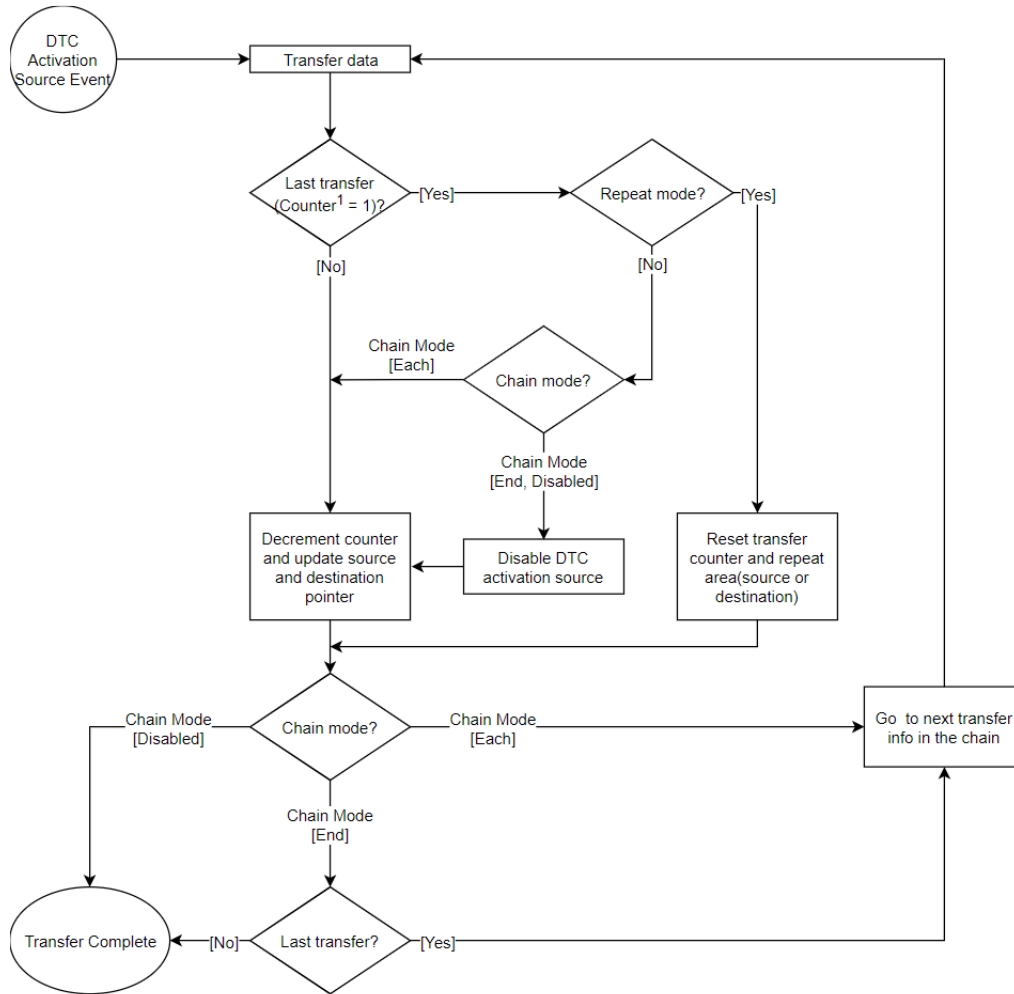 DTC
Activation
Source Event
Transfer data
Last transfer
(Counter1 = 1)?
[Yes]
Repeat mode?
[Yes]
[No]
[No]
Chain Mode
[Each]
Chain mode?
Chain Mode
[End, Disabled]
Decrement counter
and update source
and destination
pointer
Disable DTC
activation source
Reset transfer
counter and repeat
area(source or
destination)
Chain Mode
[Disabled]
Chain mode?
Chain Mode
[Each]
Go to next transfer
info in the chain
Chain Mode
[End]
Transfer Complete
[No]
Last transfer?
[Yes]